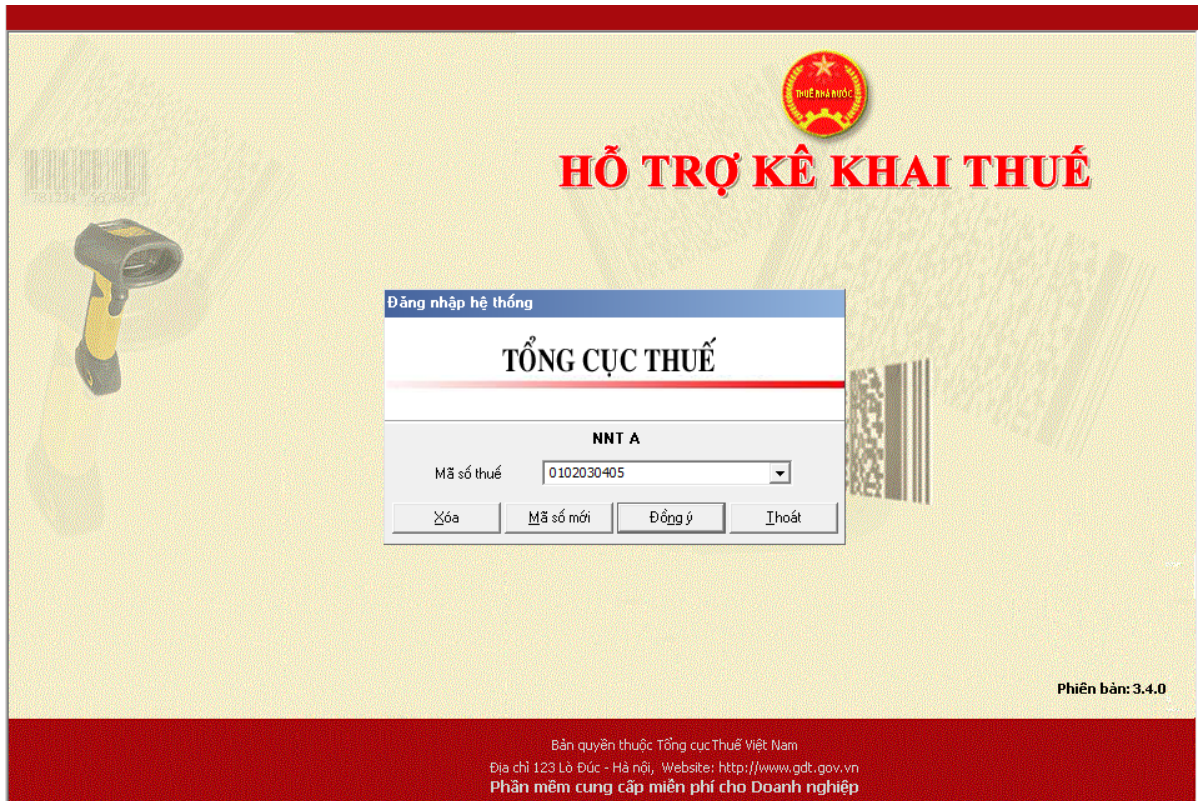 THUẾ NHÀ NƯỚC
HỖ TRỢ KÊ KHAI THUẾ
Đăng nhập hệ thống
TỔNG CỤC THUẾ
NNT A
Mã số thuế 0102030405
Xóa Mã số mới Đồng ý Thoát
Phiên bản: 3.4.0
Bản quyền thuộc Tổng cục Thuế Việt Nam
Địa chỉ 123 Lò Đúc - Hà nội, Website: http://www.gdt.gov.vn
Phần mềm cung cấp miễn phí cho Doanh nghiệp